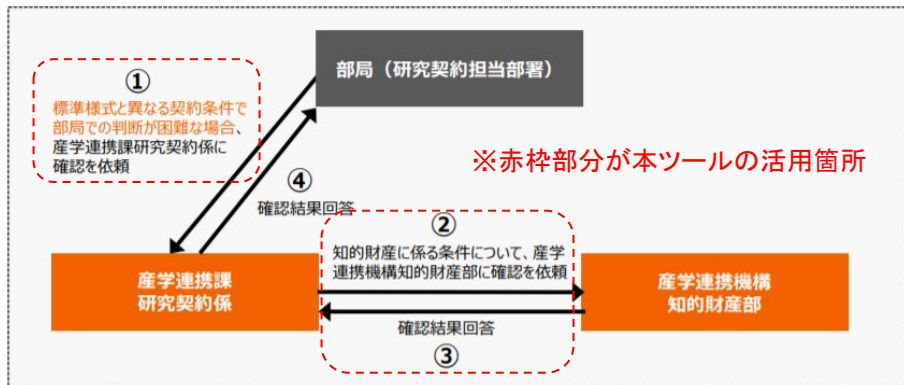 部局（研究契約担当部署）
①
標準様式と異なる契約条件で
部局での判断が困難な場合、
産学連携課研究契約係に
確認を依頼
※赤枠部分が本ツールの活用箇所
④
確認結果回答
②
知的財産に係る条件について、産学
連携機構知的財産部に確認を依頼
産学連携課
研究契約係
産学連携機構
知的財産部
確認結果回答
③